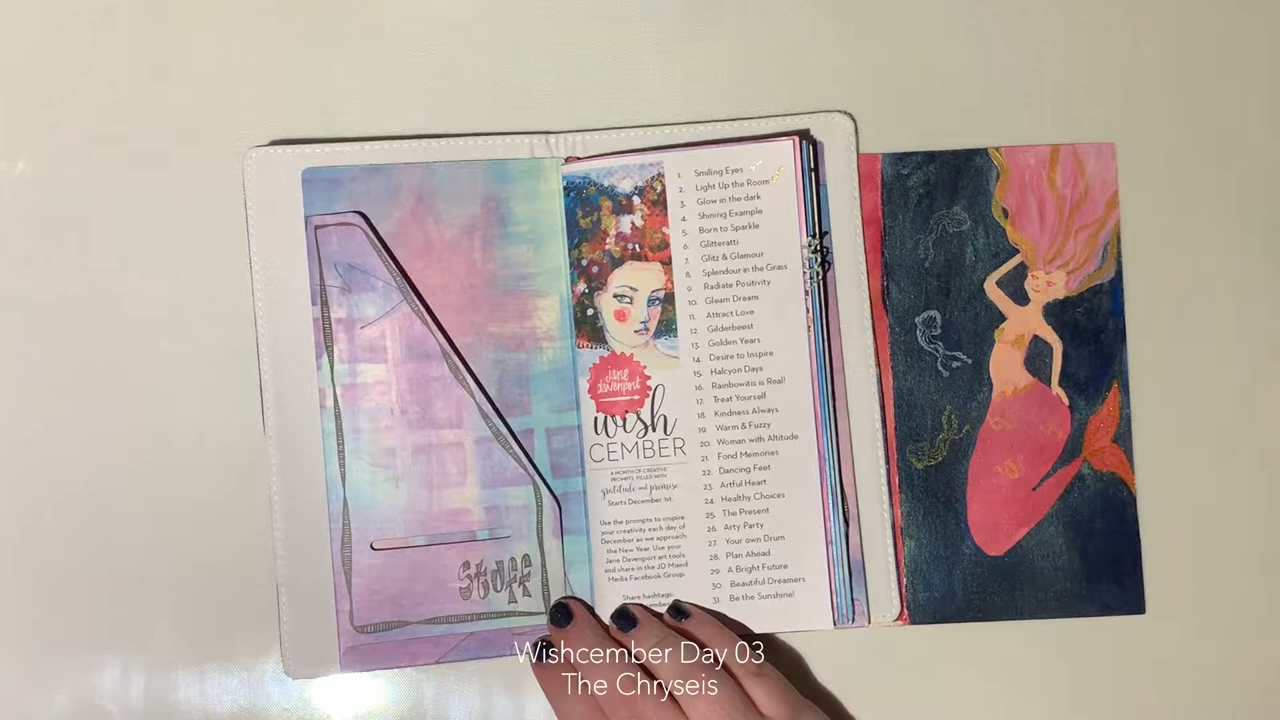 Stuff
jane
davenport
wish
CEMBER
A MONTH OF CREATIVE
PROMPTS, FILLED WITH
gratitude and promise
Starts December 1st.
Use the prompts to inspire
your creativity each day of
December as we approach
the New Year. Use your
Jane Davenport art tools
and share in the JD Mixed
Media Facebook Group.
Share hashtags:
1. Smiling Eyes
2. Light Up the Room
3. Glow in the dark
4. Shining Example
5. Born to Sparkle
6. Glitteratti
7. Glitz & Glamour
8. Splendour in the Grass
9. Radiate Positivity
10. Gleam Dream
11. Attract Love
12. Gilderbeest
13. Golden Years
14. Desire to Inspire
15. Halcyon Days
16. Rainbowitis is Real!
17. Treat Yourself
18. Kindness Always
19. Warm & Fuzzy
20. Woman with Altitude
21. Fond Memories
22. Dancing Feet
23. Artful Heart
24. Healthy Choices
25. The Present
26. Arty Party
27. Your own Drum
28. Plan Ahead
29. A Bright Future
30. Beautiful Dreamers
31. Be the Sunshine!
Wishcember Day 03
The Chryseis